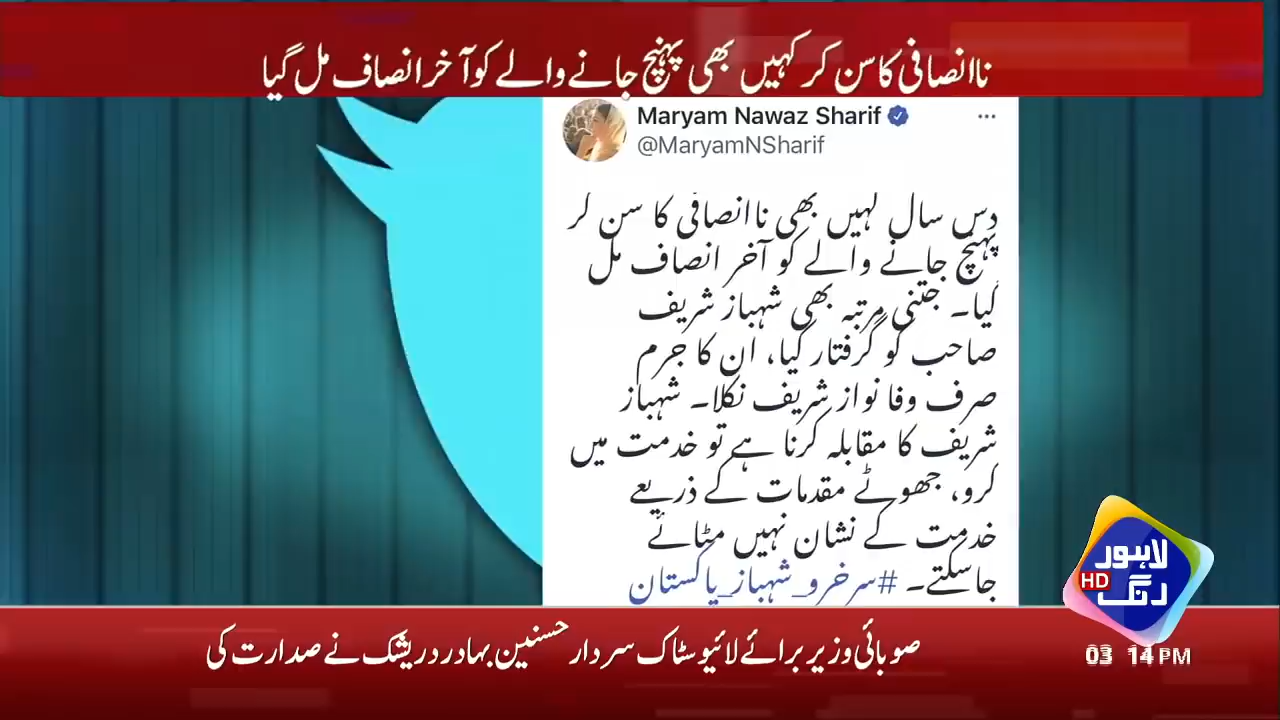 ناانصافی کا سن کر کہیں بھی پہنچ جانے والے کو آخر انصاف مل گیا
Maryam Nawaz Sharif
@MaryamNSharif
دس سال کہیں بھی ناانصافی کا سن کر
پہنچ جانے والے کو آخر انصاف مل
گیا۔ جتنی مرتبہ بھی شہباز شریف
صاحب کو گرفتار کیا، ان کا جرم
صرف وفا نواز شریف نکلا۔ شہباز
شریف کا مقابلہ کرنا ہے تو خدمت میں
کرو، جھوٹے مقدمات کے ذریعے
خدمت کے نشان نہیں مٹائے
جاسکتے۔ #سرخرو_شہباز_پاکستان
لاہور
HD
رنگ
صوبائی وزیر برائے لائیوسٹاک سردار حسنین بہادر دریشک نے صدارت کی
03 14 PM